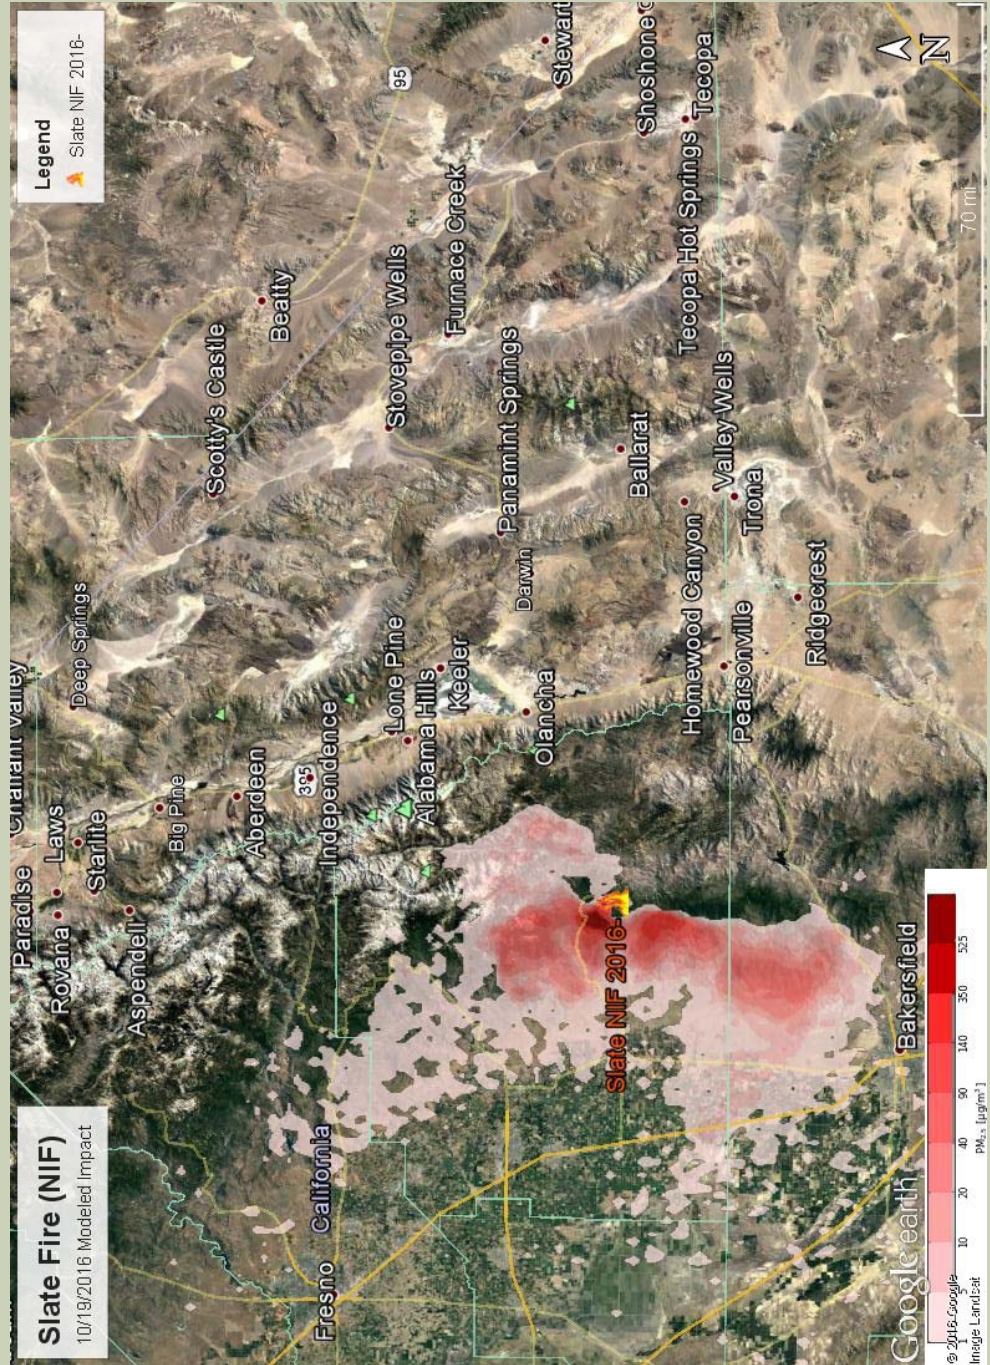 Slate Fire (NIF)
10/19/2016 Modeled Impact
Legend
Slate NIF 2016-
Paradise
Chalfant Valley
Rovana
Laws
Starlite
Deep Springs
Aspendell
Big Pine
Scotty's Castle
Beatty
Aberdeen
Fresno
California
395
Independence
Lone Pine
Stovepipe Wells
95
Alabama Hills
Keeler
Furnace Creek
Panamint Springs
Darwin
Olancha
Stewart
Slate NIF 2016-
Ballarat
Shoshone
Homewood Canyon
Tecopa Hot Springs
Tecopa
Pearsonville
Valley Wells
Trona
Ridgecrest
Bakersfield
N
70 mi
Google earth
© 2016 Google
Image Landsat
1 5 10 20 40 90 140 350 525
PM2.5 [µg/m³]